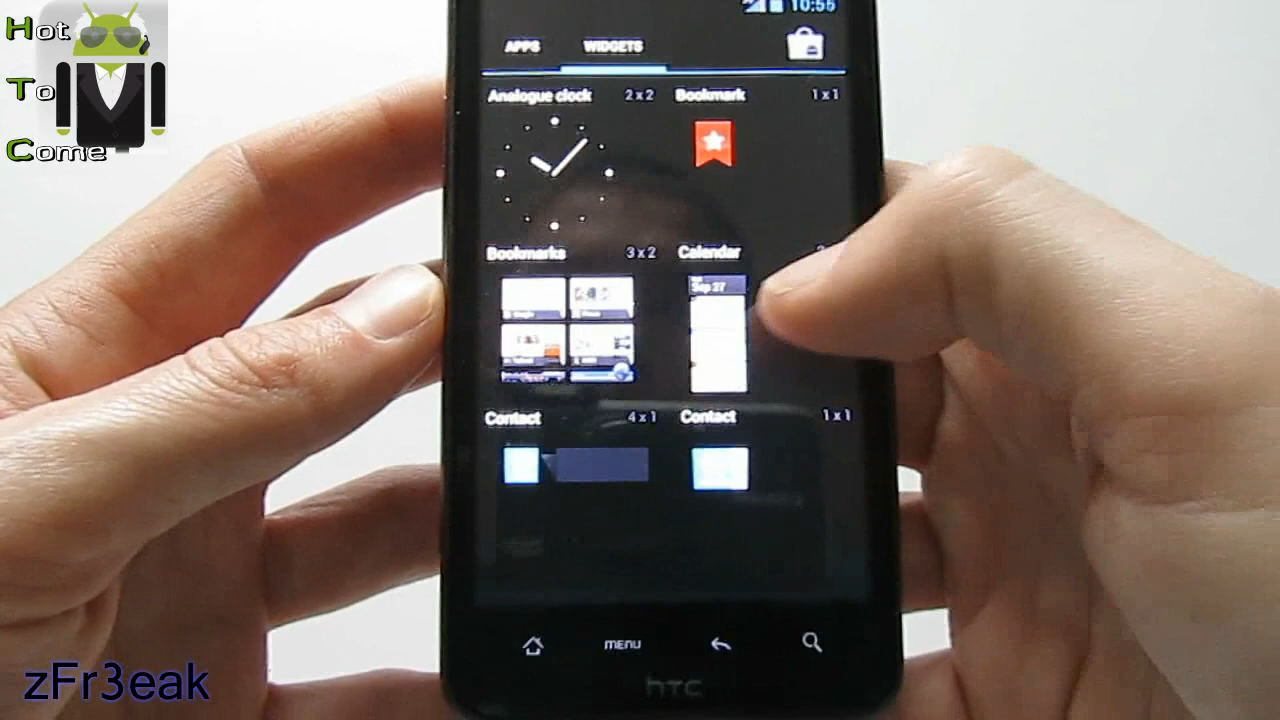 Hot
To
Come
10:55
APPS WIDGETS
Analogue clock 2 x 2 Bookmark 1 x 1
Bookmarks 3 x 2 Calendar
Sep 27
Contact 4 x 1 Contact 1 x 1
MENU
hTC
zFr3eak